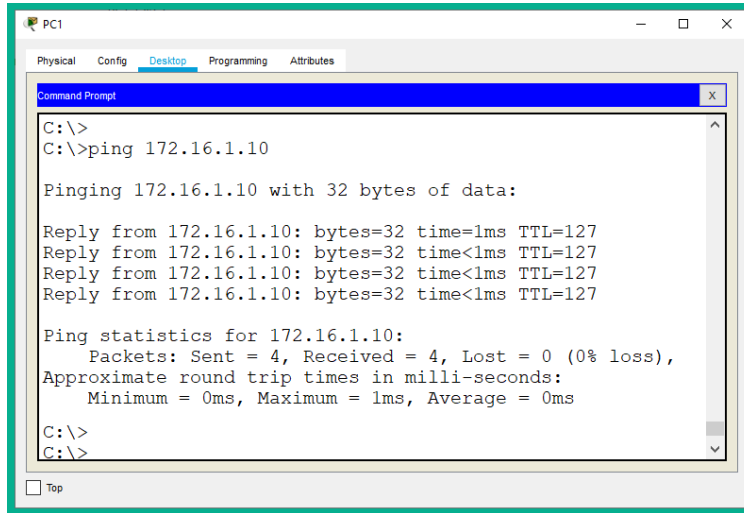 PC1
Physical Config Desktop Programming Attributes
Command Prompt
X
C:\>
C:\>ping 172.16.1.10
Pinging 172.16.1.10 with 32 bytes of data:
Reply from 172.16.1.10: bytes=32 time=1ms TTL=127
Reply from 172.16.1.10: bytes=32 time<1ms TTL=127
Reply from 172.16.1.10: bytes=32 time<1ms TTL=127
Reply from 172.16.1.10: bytes=32 time<1ms TTL=127
Ping statistics for 172.16.1.10:
Packets: Sent = 4, Received = 4, Lost = 0 (0% loss),
Approximate round trip times in milli-seconds:
Minimum = 0ms, Maximum = 1ms, Average = 0ms
C:\>
C:\>
Top